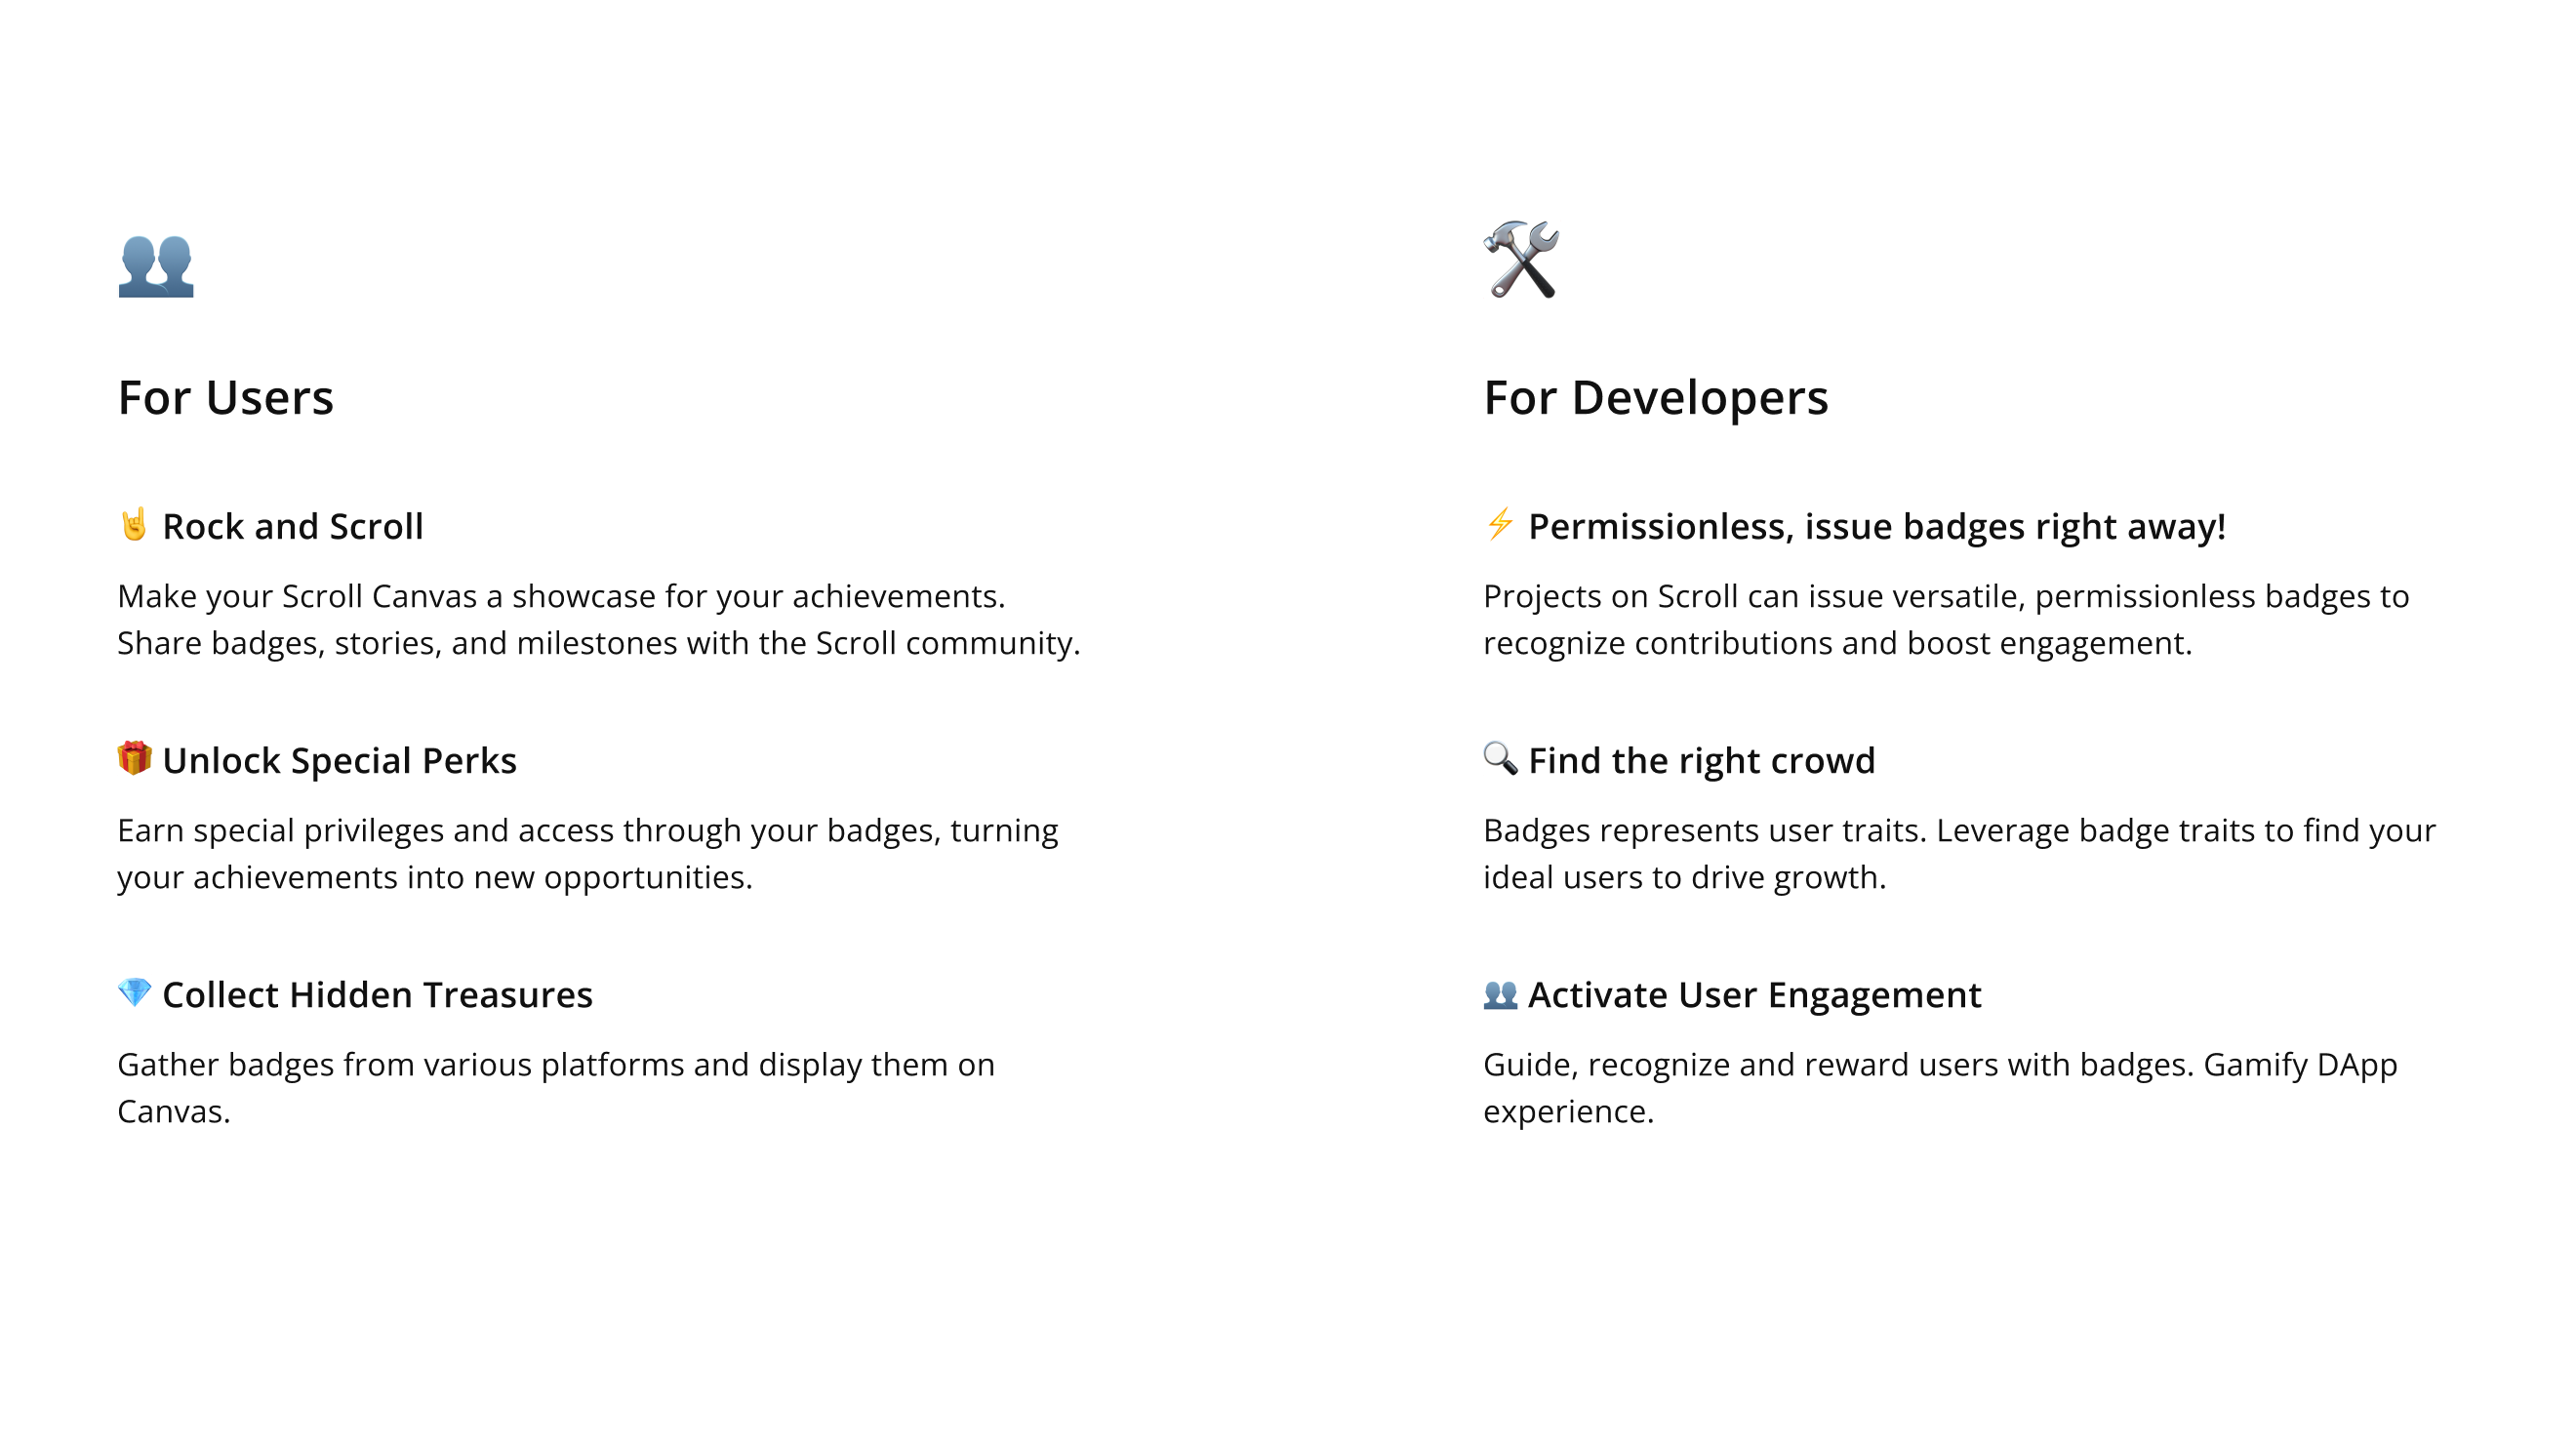 For Users
Rock and Scroll
Make your Scroll Canvas a showcase for your achievements.
Share badges, stories, and milestones with the Scroll community.
Unlock Special Perks
Earn special privileges and access through your badges, turning
your achievements into new opportunities.
Collect Hidden Treasures
Gather badges from various platforms and display them on
Canvas.
For Developers
Permissionless, issue badges right away!
Projects on Scroll can issue versatile, permissionless badges to
recognize contributions and boost engagement.
Find the right crowd
Badges represents user traits. Leverage badge traits to find your
ideal users to drive growth.
Activate User Engagement
Guide, recognize and reward users with badges. Gamify DApp
experience.